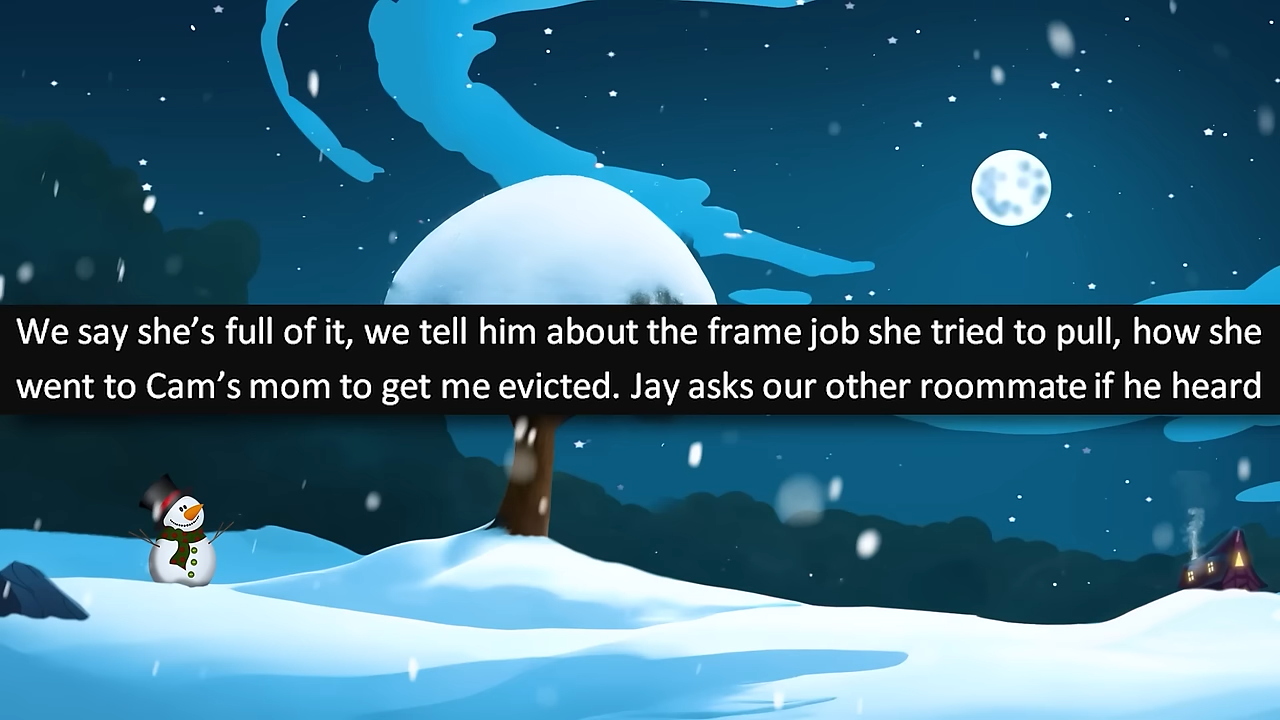 We say she’s full of it, we tell him about the frame job she tried to pull, how she
went to Cam’s mom to get me evicted. Jay asks our other roommate if he heard